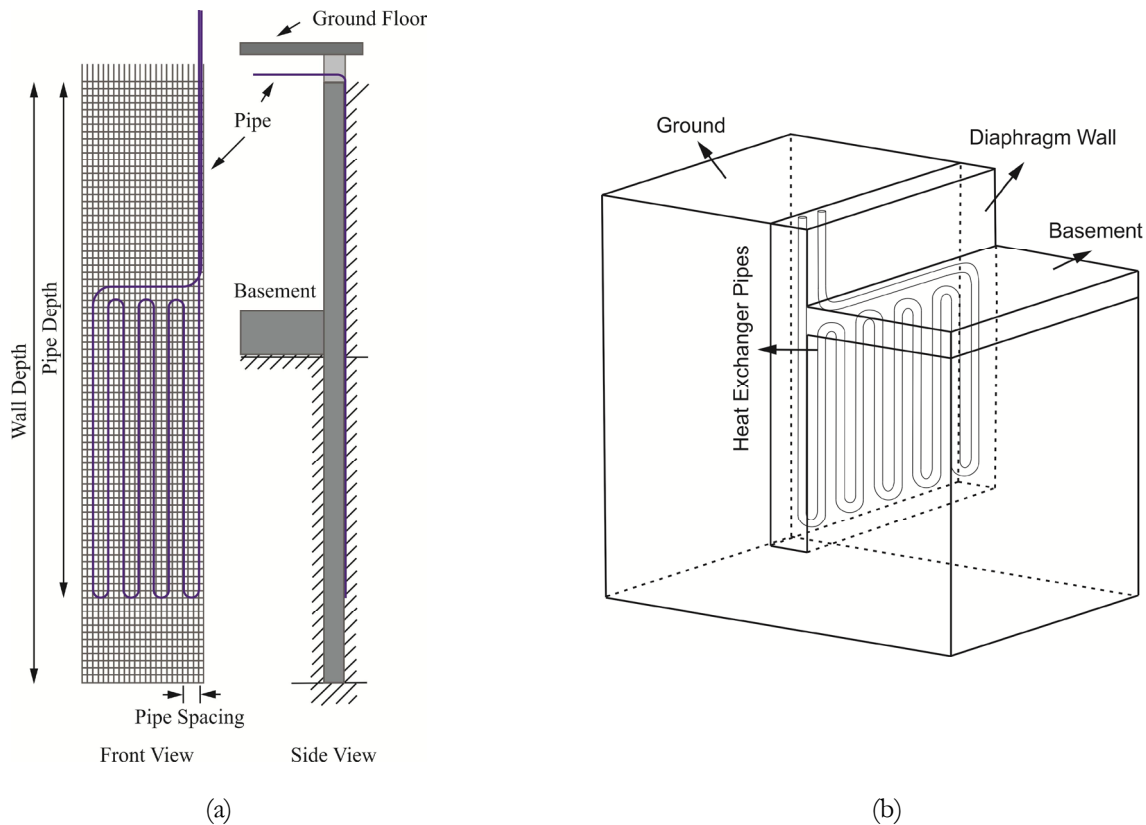 Ground Floor
Pipe
Basement
Wall Depth
Pipe Depth
Pipe Spacing
Front View
Side View
(a)
Ground
Diaphragm Wall
Basement
Heat Exchanger Pipes
(b)